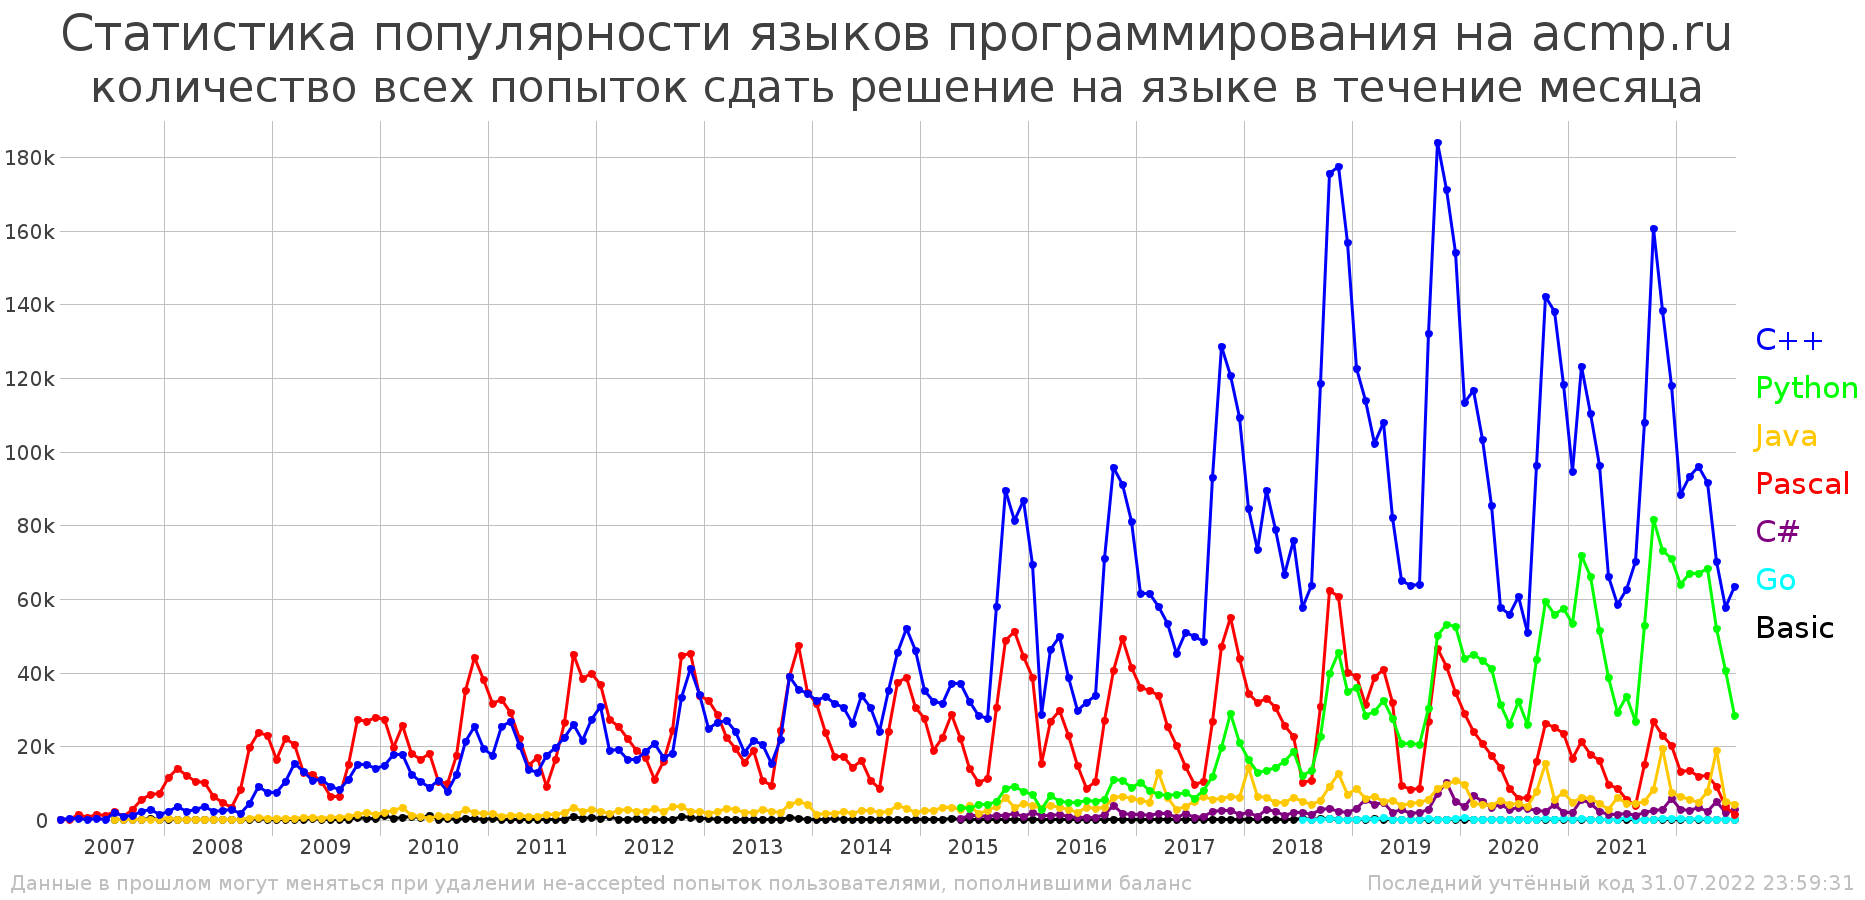 Статистика популярности языков программирования на acmp.ru
количество всех попыток сдать решение на языке в течение месяца
180k
160k
140k
120k
100k
80k
60k
40k
20k
0
C++
Python
Java
Pascal
C#
Go
Basic
2007 2008 2009 2010 2011 2012 2013 2014 2015 2016 2017 2018 2019 2020 2021
Данные в прошлом могут меняться при удалении не-accepted попыток пользователями, пополнившими баланс
Последний учтённый код 31.07.2022 23:59:31